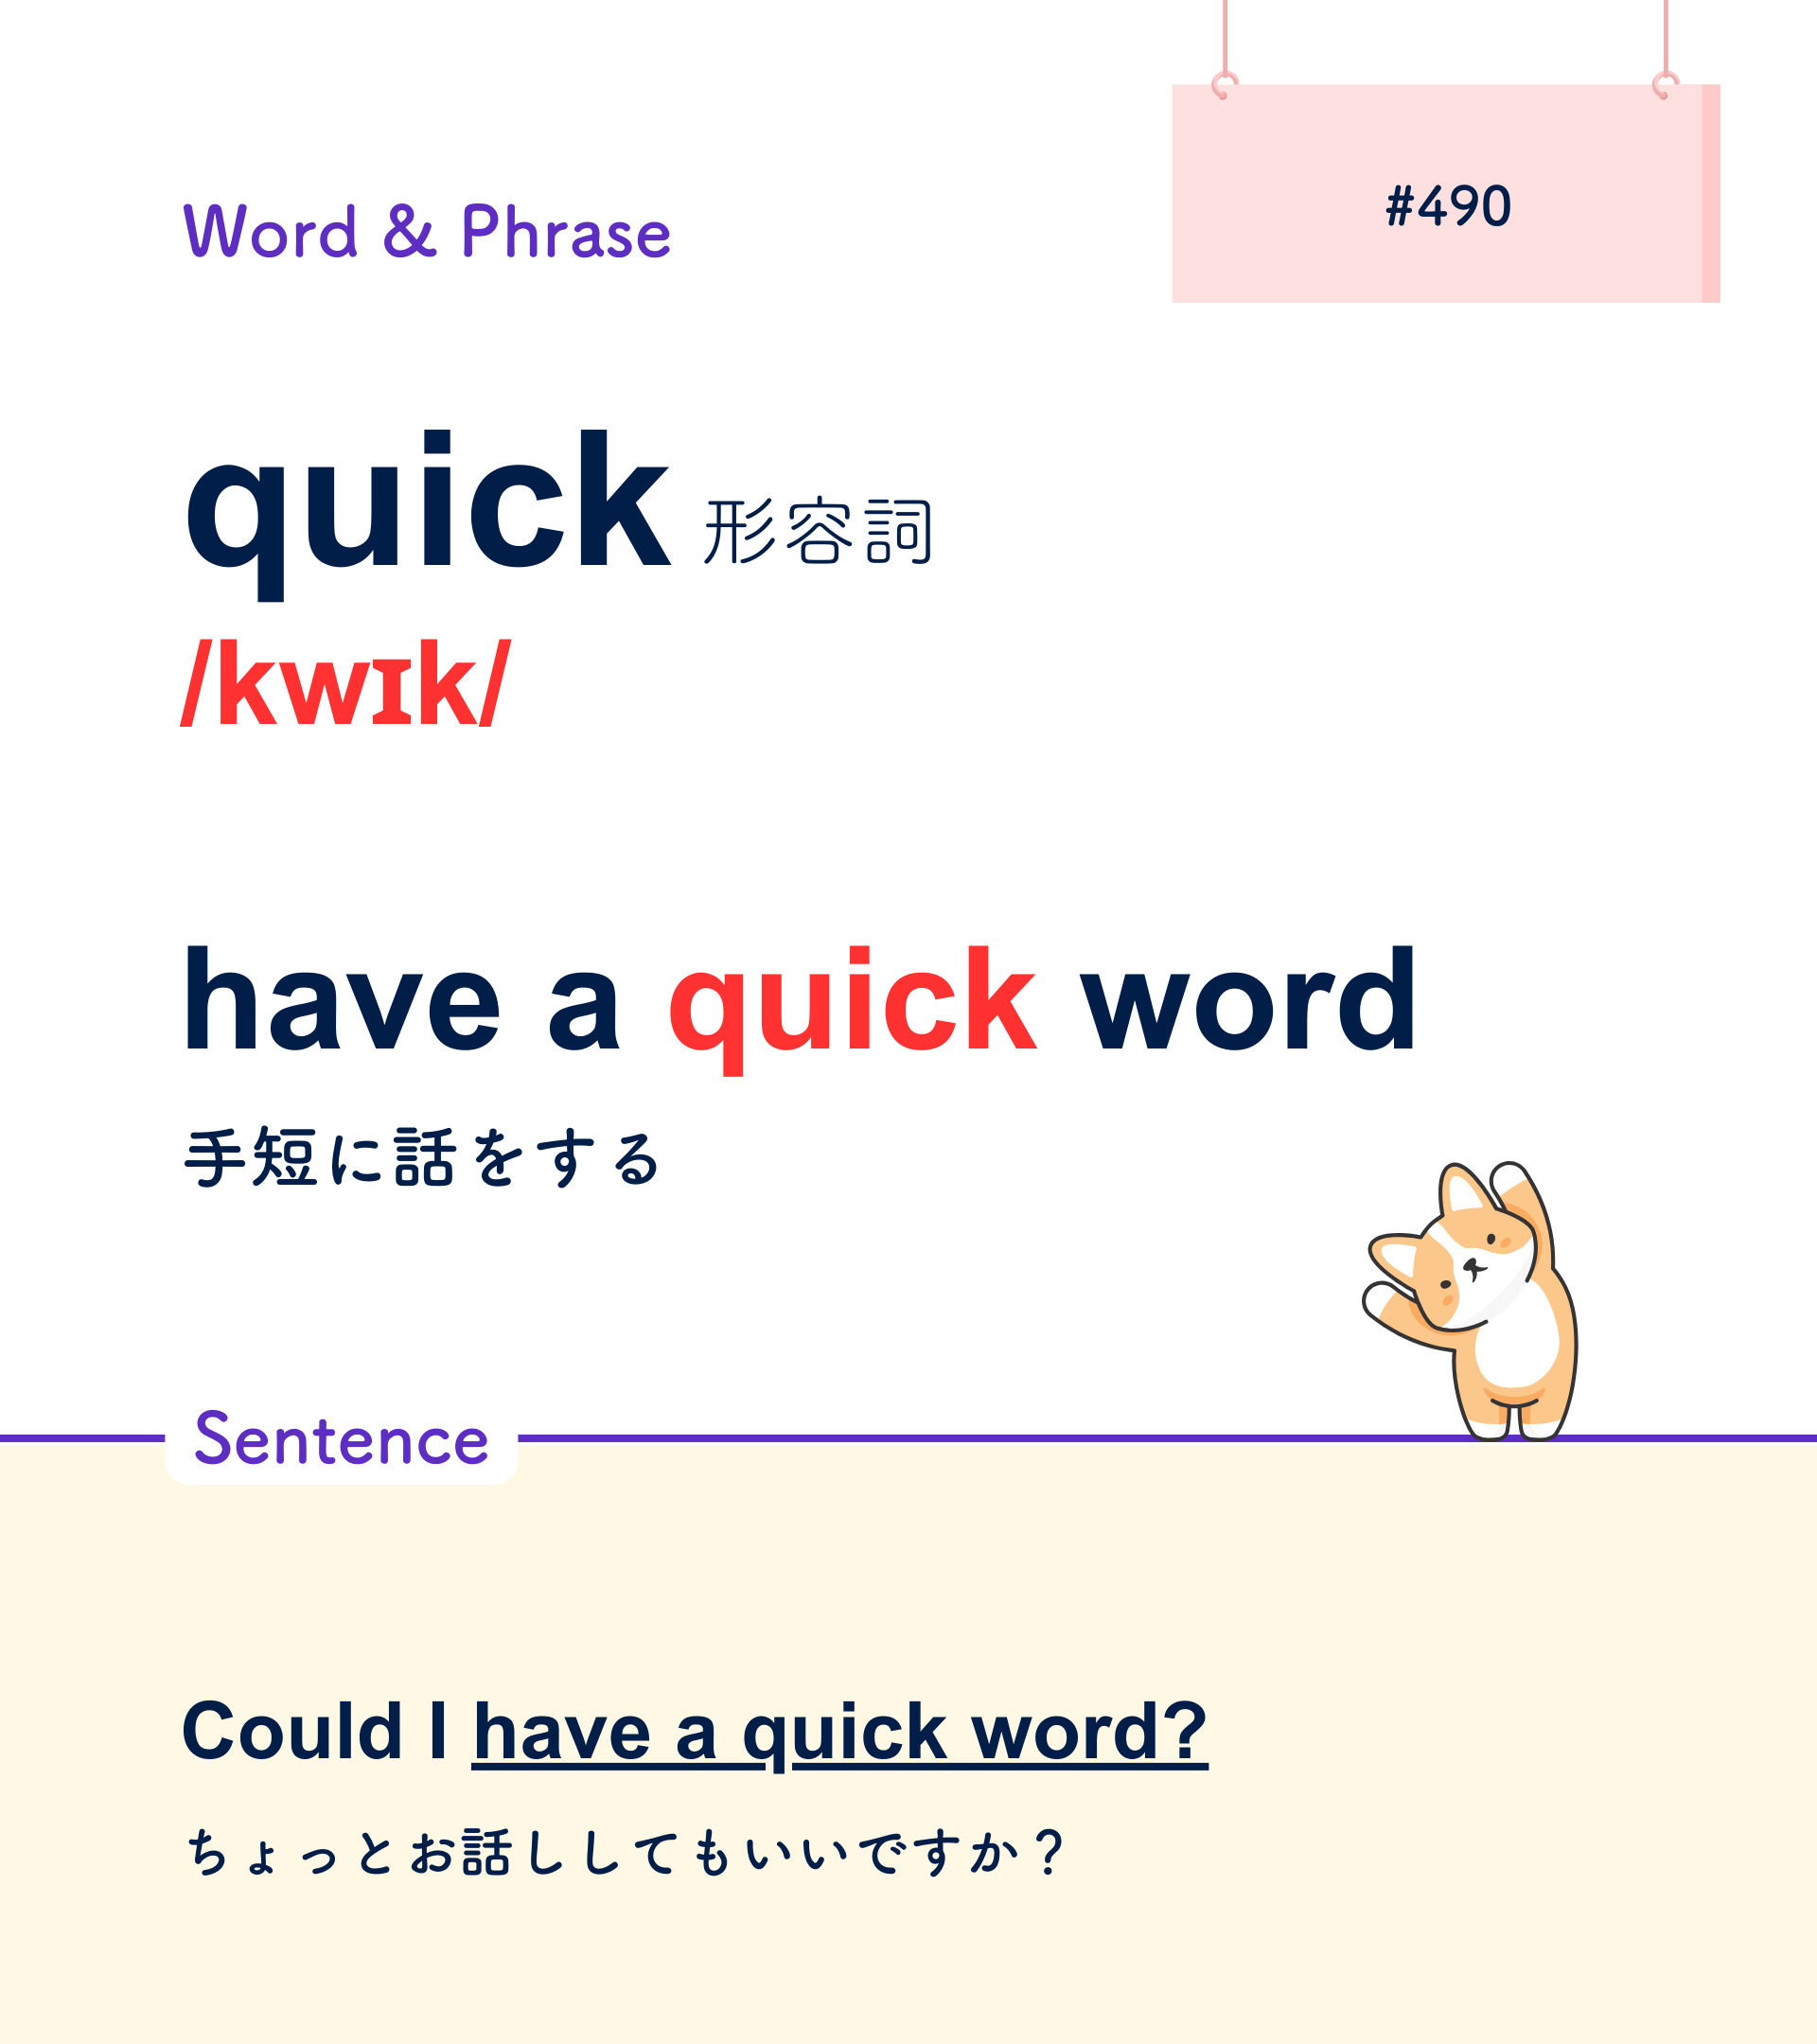 #490
Word & Phrase
quick 形容詞
/kwɪk/
have a quick word
手短に話をする
Sentence
Could I have a quick word?
ちょっとお話ししてもいいですか？